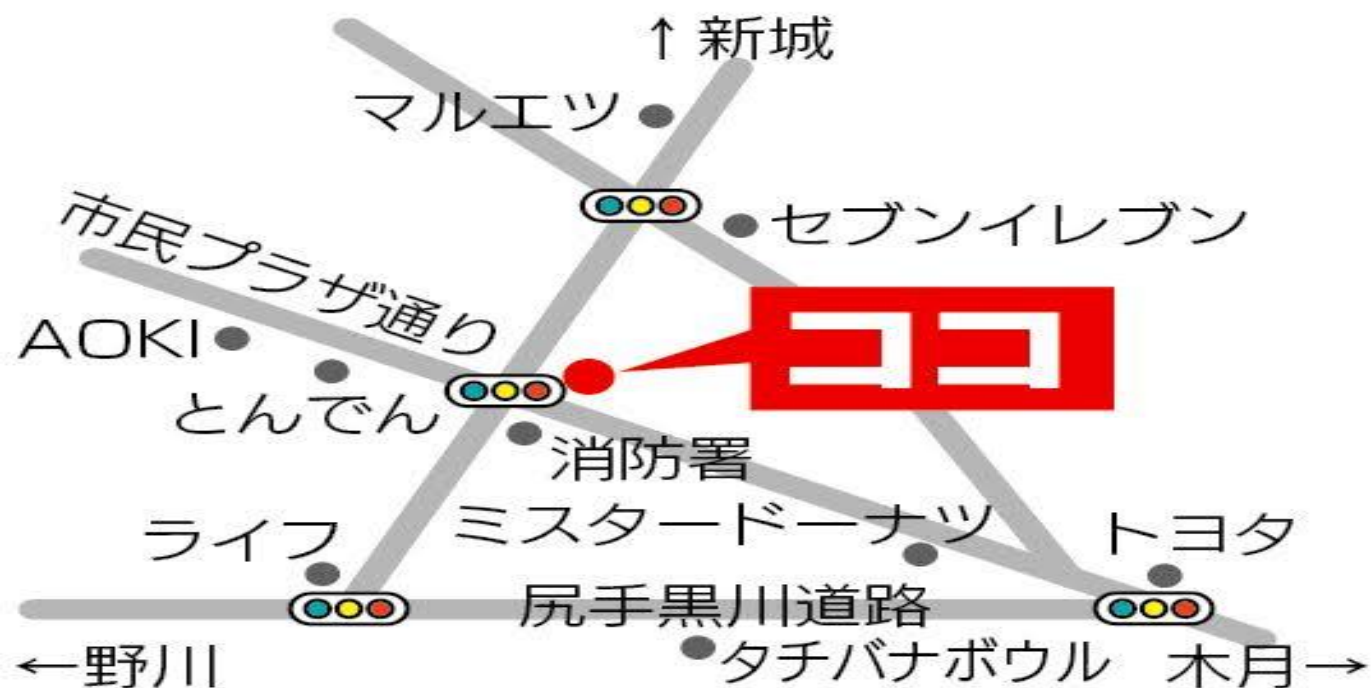 ↑新城
マルエツ
セブンイレブン
市民プラザ通り
ココ
AOKI
とんでん
消防署
ミスタードーナツ
トヨタ
ライフ
尻手黒川道路
タチバナボウル
←野川
木月→